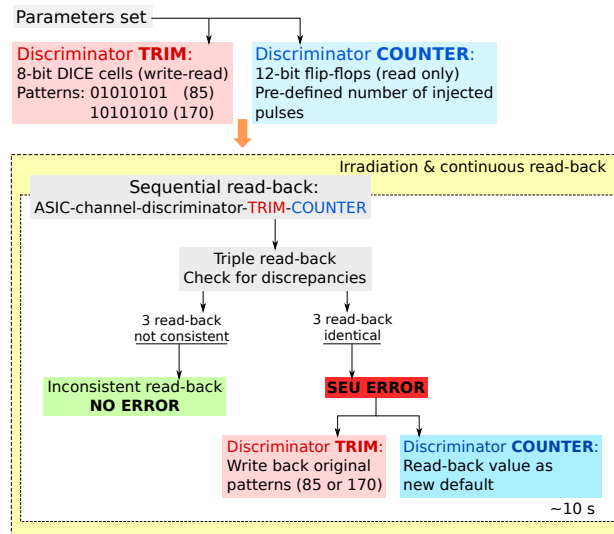 Parameters set
Discriminator TRIM:
8-bit DICE cells (write-read)
Patterns: 01010101 (85)
10101010 (170)
Discriminator COUNTER:
12-bit flip-flops (read only)
Pre-defined number of injected
pulses
Irradiation & continuous read-back
Sequential read-back:
ASIC-channel-discriminator-TRIM-COUNTER
Triple read-back
Check for discrepancies
3 read-back
not consistent
3 read-back
identical
Inconsistent read-back
NO ERROR
SEU ERROR
Discriminator TRIM:
Write back original
patterns (85 or 170)
Discriminator COUNTER:
Read-back value as
new default
~10 s